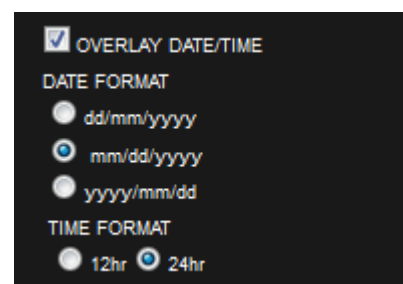 OVERLAY DATE/TIME
DATE FORMAT
dd/mm/yyyy
mm/dd/yyyy
yyyy/mm/dd
TIME FORMAT
12hr 24hr